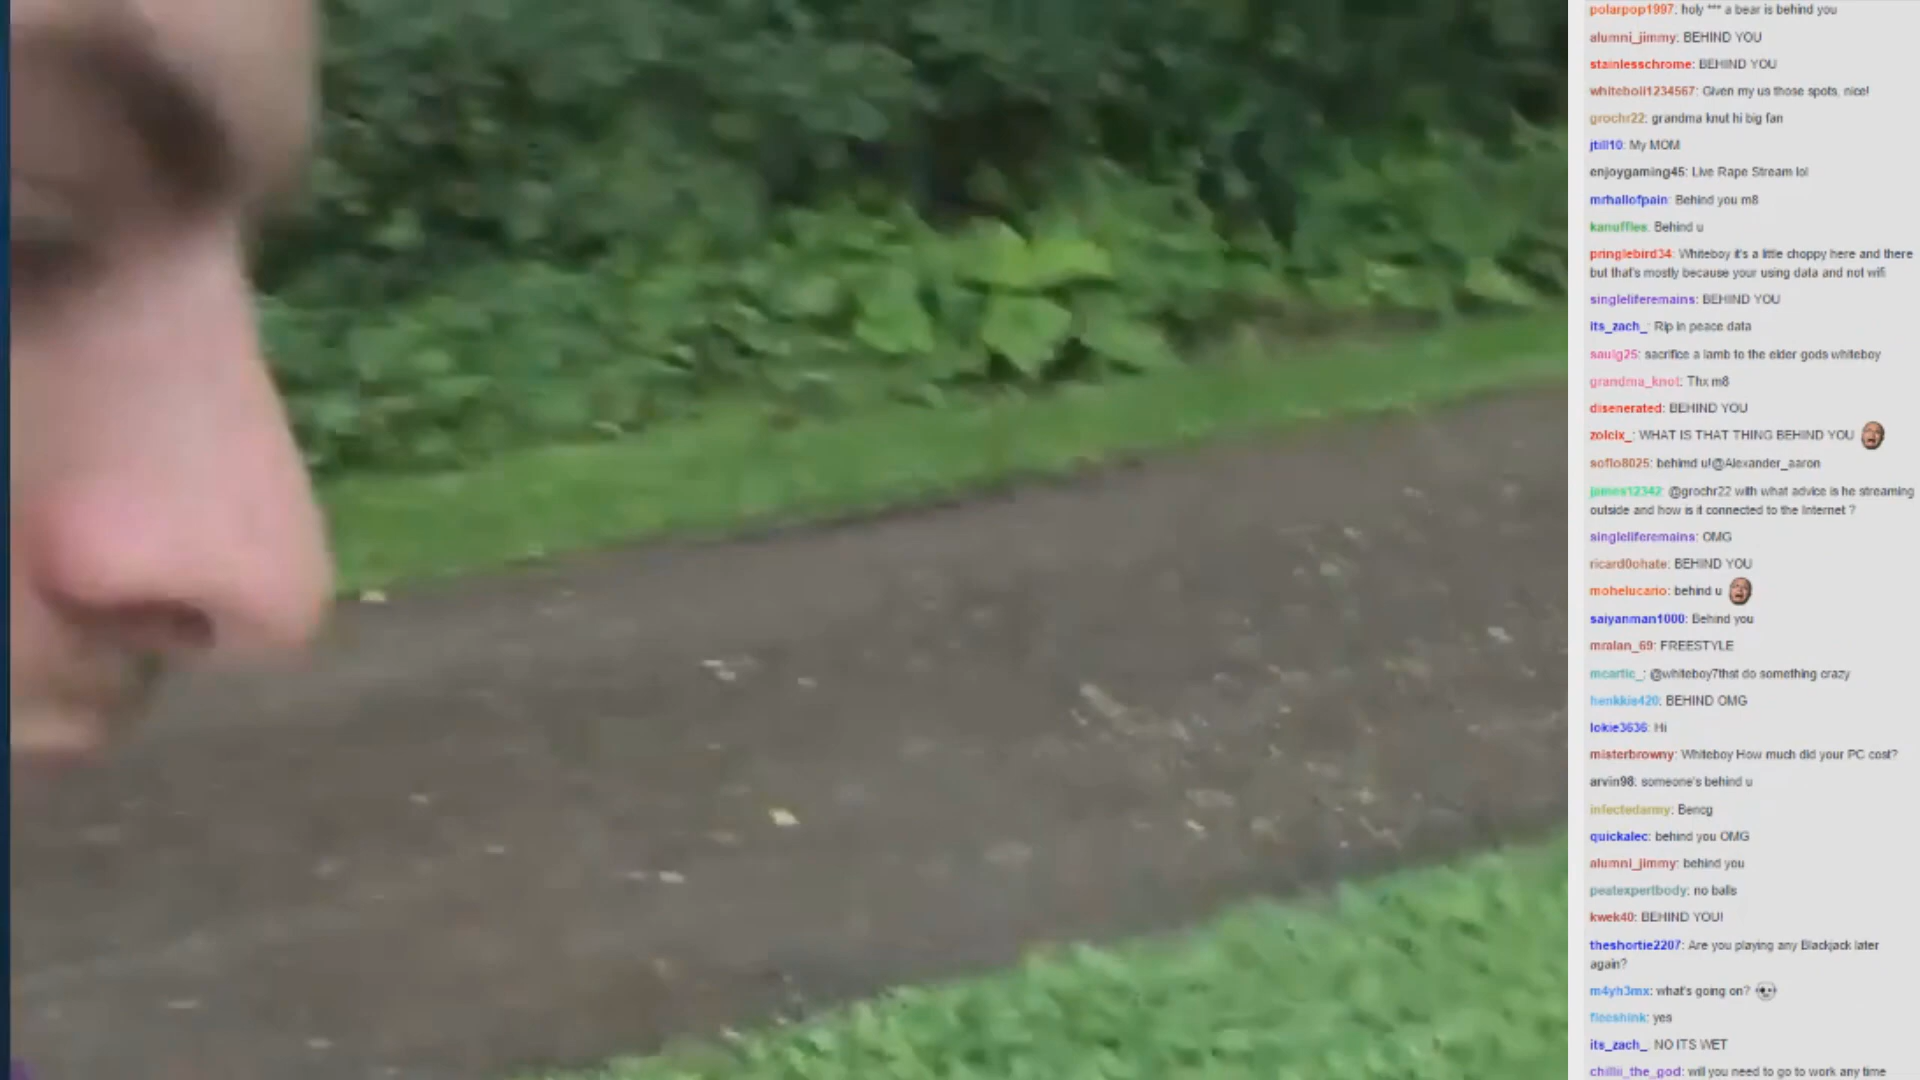 polarpop1997: holy *** a bear is behind you
alumni_jimmy: BEHIND YOU
stainlesschrome: BEHIND YOU
whiteboii1234567: Given my us those spots, nice!
grochr22: grandma knut hi big fan
jtill10: My MOM
enjoygaming45: Live Rape Stream lol
mrhallofpain: Behind you m8
kanuffles: Behind u
pringlebird34: Whiteboy it's a little choppy here and there
but that's mostly because your using data and not wifi
singleliferemains: BEHIND YOU
its_zach_: Rip in peace data
saulg25: sacrifice a lamb to the elder gods whiteboy
grandma_knot: Thx m8
disenerated: BEHIND YOU
zolcix_: WHAT IS THAT THING BEHIND YOU
soflo8025: behimd u!@Alexander_aaron
james12342: @grochr22 with what advice is he streaming
outside and how is it connected to the Internet ?
singleliferemains: OMG
ricard0ohate: BEHIND YOU
mohelucario: behind u
saiyanman1000: Behind you
mralan_69: FREESTYLE
mcartic_: @whiteboy7thst do something crazy
henkkie420: BEHIND OMG
lokie3636: Hi
misterbrowny: Whiteboy How much did your PC cost?
arvin98: someone's behind u
infectedarmy: Bencg
quickalec: behind you OMG
alumni_jimmy: behind you
peatexpertbody: no balls
kwek40: BEHIND YOU!
theshortie2207: Are you playing any Blackjack later
again?
m4yh3mx: what's going on?
fleeshink: yes
its_zach_: NO ITS WET
chillii_the_god: will you need to go to work any time